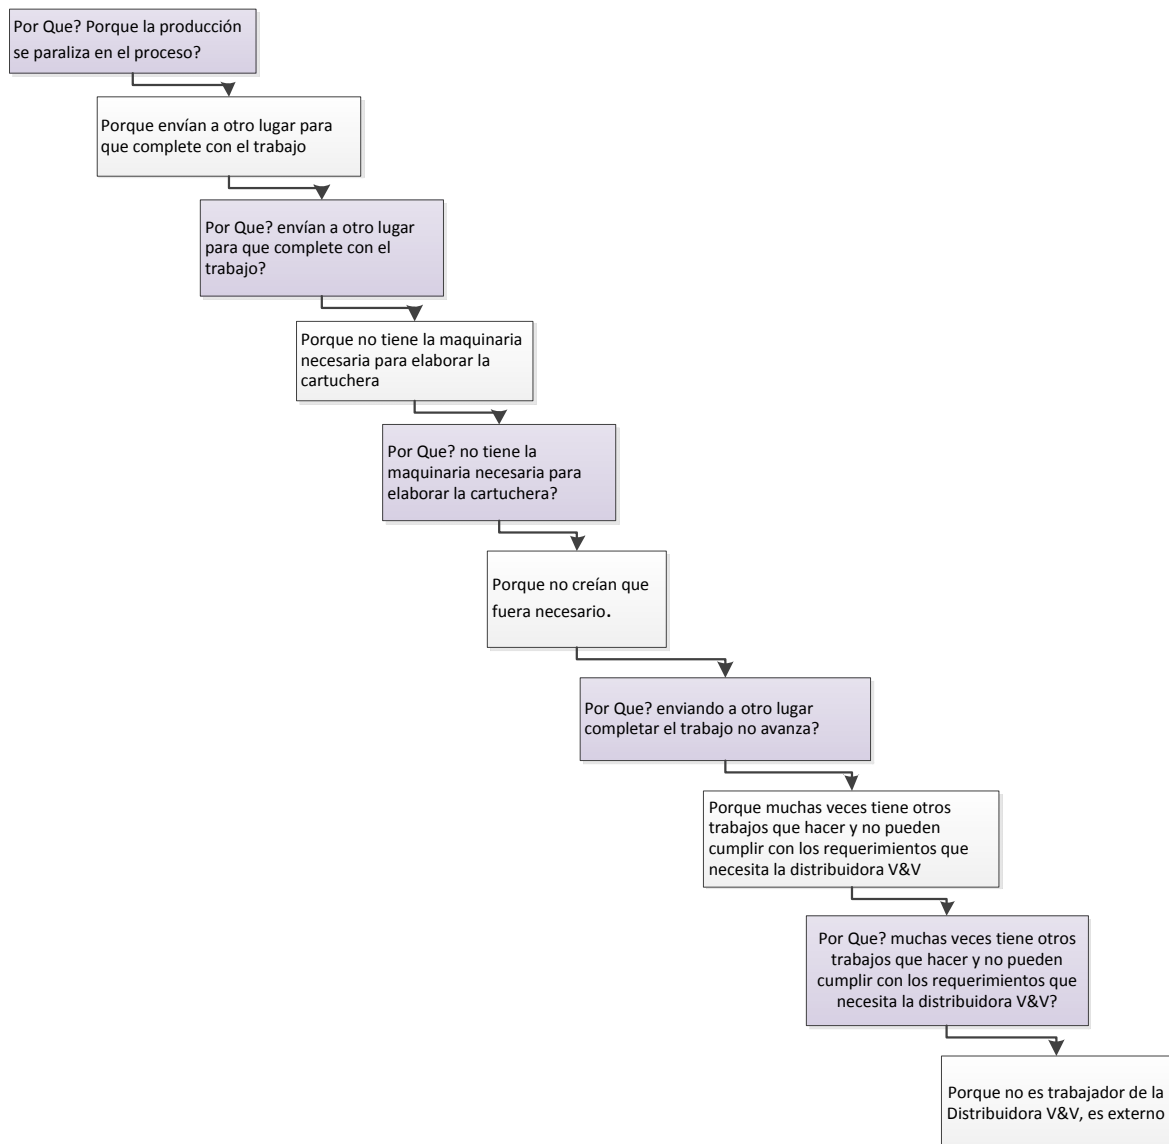 Por Que? Porque la producción
se paraliza en el proceso?
Porque envían a otro lugar para
que complete con el trabajo
Por Que? envían a otro lugar
para que complete con el
trabajo?
Porque no tiene la maquinaria
necesaria para elaborar la
cartuchera
Por Que? no tiene la
maquinaria necesaria para
elaborar la cartuchera?
Porque no creían que
fuera necesario.
Por Que? enviando a otro lugar
completar el trabajo no avanza?
Porque muchas veces tiene otros
trabajos que hacer y no pueden
cumplir con los requerimientos que
necesita la distribuidora V&V
Por Que? muchas veces tiene otros
trabajos que hacer y no pueden
cumplir con los requerimientos que
necesita la distribuidora V&V?
Porque no es trabajador de la
Distribuidora V&V, es externo